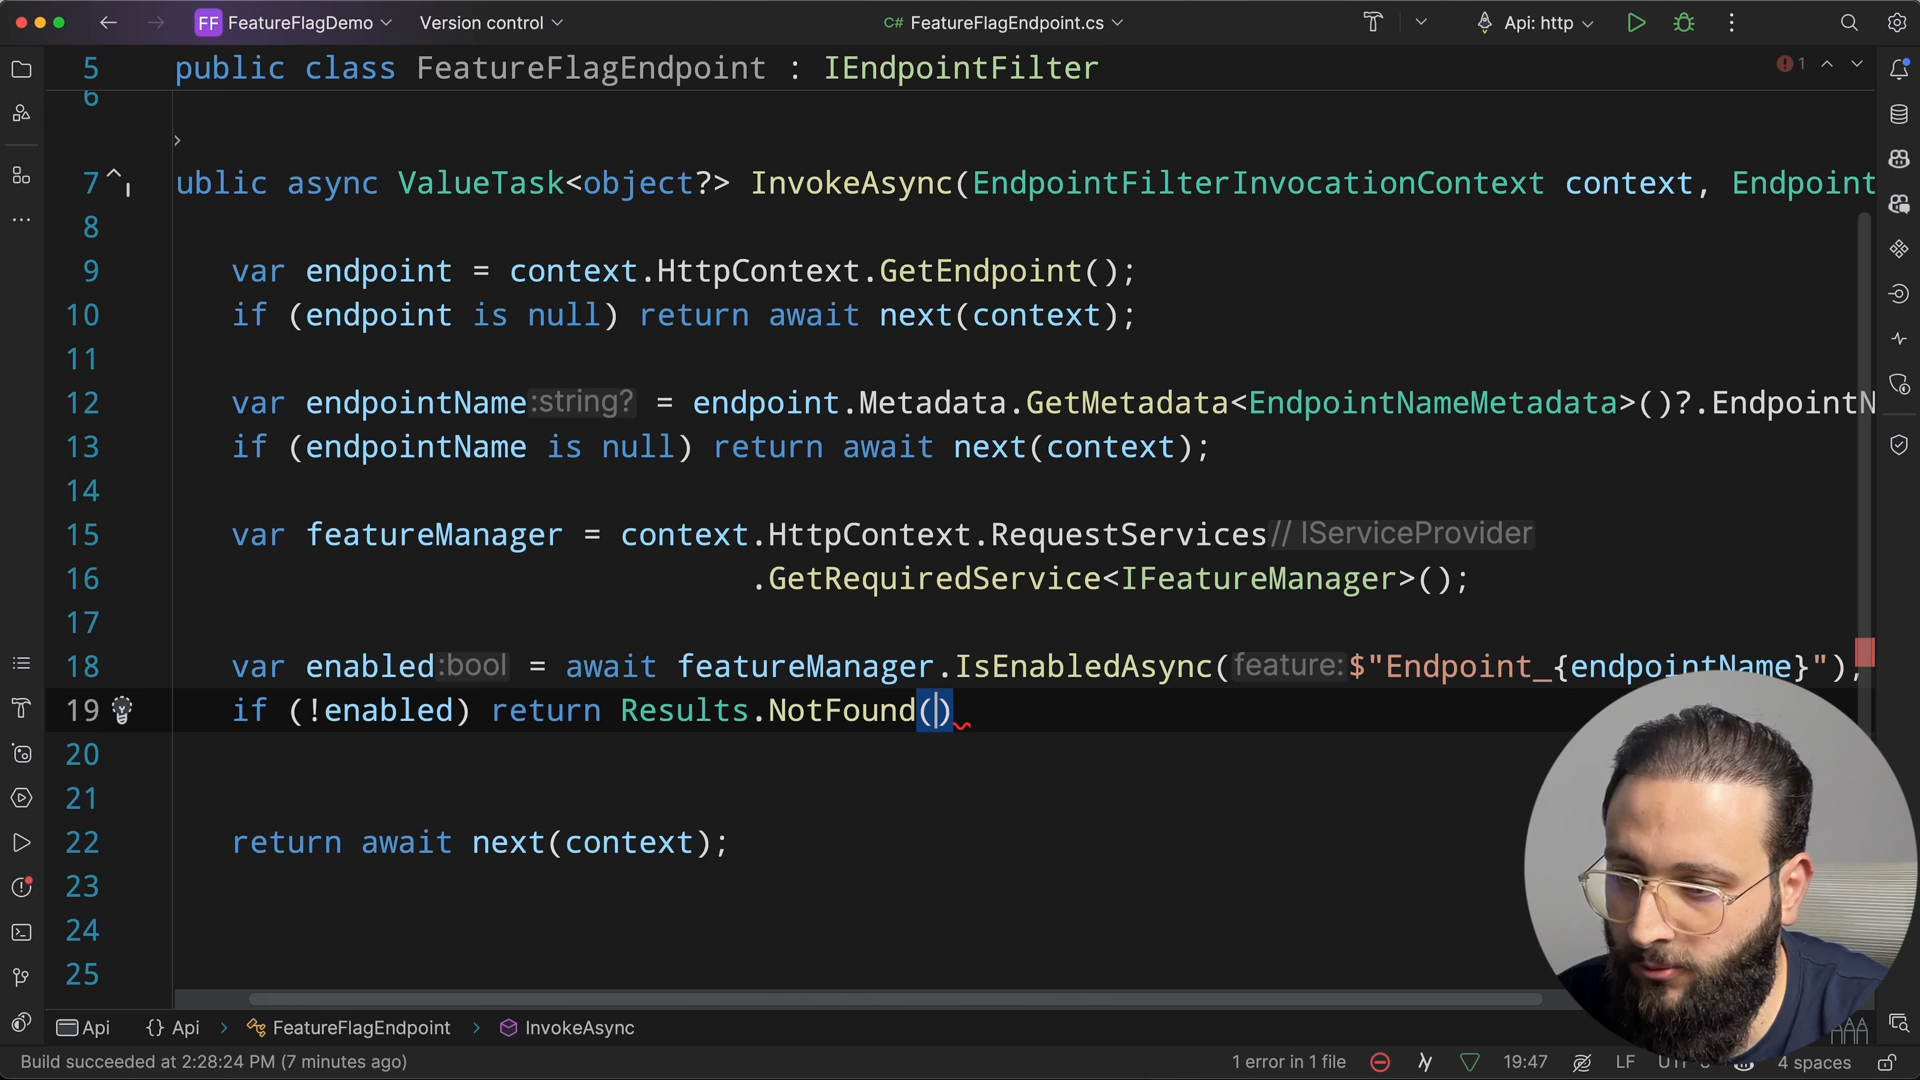 FF FeatureFlagDemo Version control C# FeatureFlagEndpoint.cs Api: http
5 public class FeatureFlagEndpoint : IEndpointFilter 1
6
7 ublic async ValueTask<object?> InvokeAsync(EndpointFilterInvocationContext context, Endpoint
8
9 var endpoint = context.HttpContext.GetEndpoint();
10 if (endpoint is null) return await next(context);
11
12 var endpointName :string? = endpoint.Metadata.GetMetadata<EndpointNameMetadata>()?.EndpointN
13 if (endpointName is null) return await next(context);
14
15 var featureManager = context.HttpContext.RequestServices // IServiceProvider
16 .GetRequiredService<IFeatureManager>();
17
18 var enabled :bool = await featureManager.IsEnabledAsync( feature: $"Endpoint_{endpointName}");
19 if (!enabled) return Results.NotFound()
20
21
22 return await next(context);
23
24
25
Api {} Api > FeatureFlagEndpoint > InvokeAsync
Build succeeded at 2:28:24 PM (7 minutes ago) 1 error in 1 file 19:47 LF 4 spaces